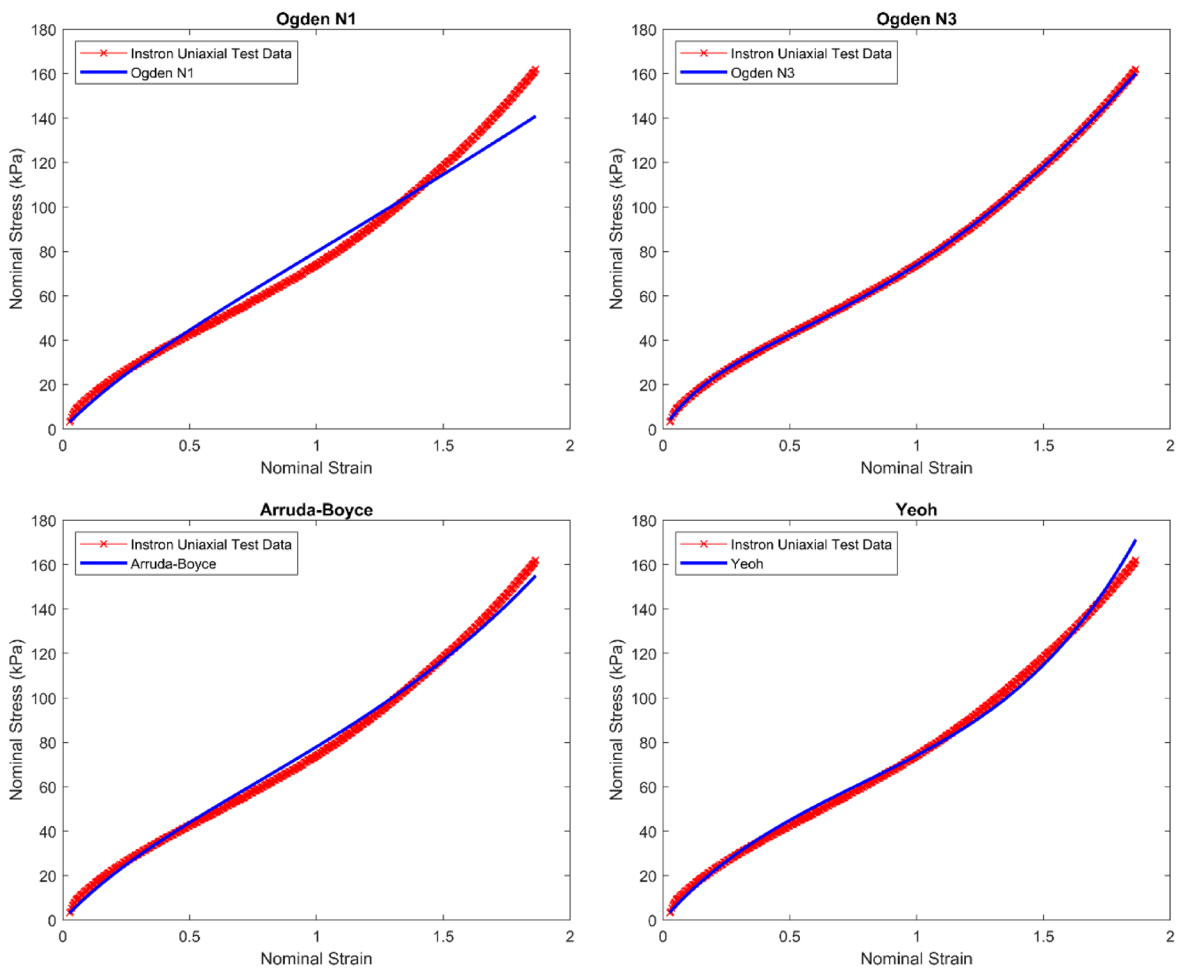 Ogden N1
180
160
140
120
100
80
60
40
20
0
Nominal Stress (kPa)
Instron Uniaxial Test Data
Ogden N1
0 0.5 1 1.5 2
Nominal Strain
Ogden N3
180
160
140
120
100
80
60
40
20
0
Nominal Stress (kPa)
Instron Uniaxial Test Data
Ogden N3
0 0.5 1 1.5 2
Nominal Strain
Arruda-Boyce
180
160
140
120
100
80
60
40
20
0
Nominal Stress (kPa)
Instron Uniaxial Test Data
Arruda-Boyce
0 0.5 1 1.5 2
Nominal Strain
Yeoh
180
160
140
120
100
80
60
40
20
0
Nominal Stress (kPa)
Instron Uniaxial Test Data
Yeoh
0 0.5 1 1.5 2
Nominal Strain